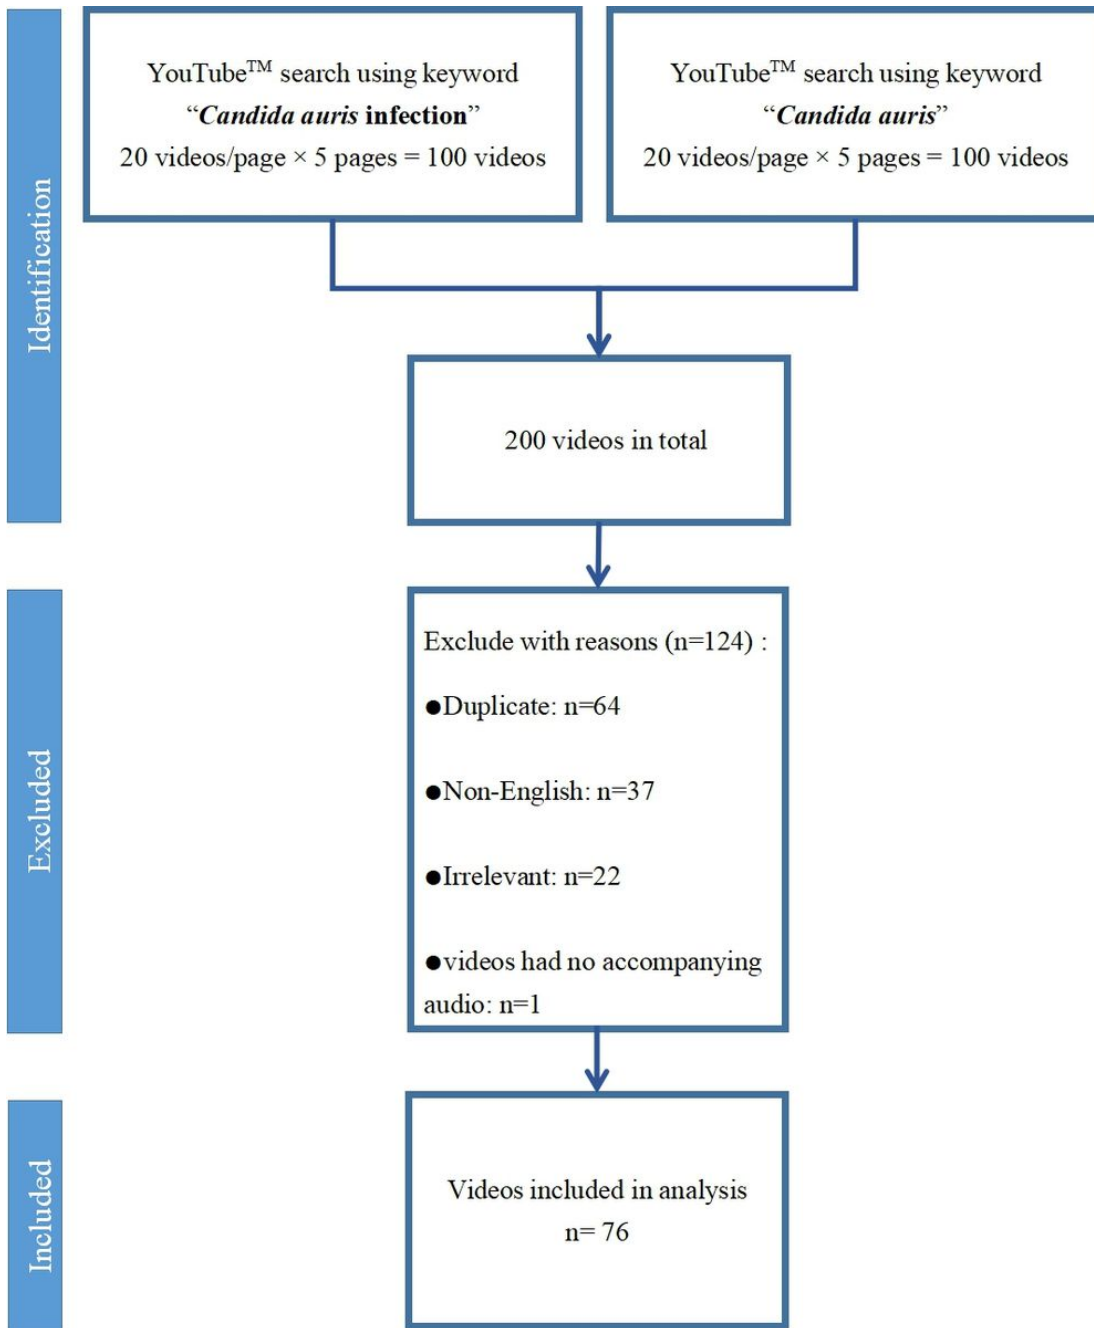 Identification
YouTube™ search using keyword
“Candida auris infection”
20 videos/page × 5 pages = 100 videos
YouTube™ search using keyword
“Candida auris”
20 videos/page × 5 pages = 100 videos
200 videos in total
Excluded
Exclude with reasons (n=124) :
●Duplicate: n=64
●Non-English: n=37
●Irrelevant: n=22
●videos had no accompanying
audio: n=1
Included
Videos included in analysis
n= 76